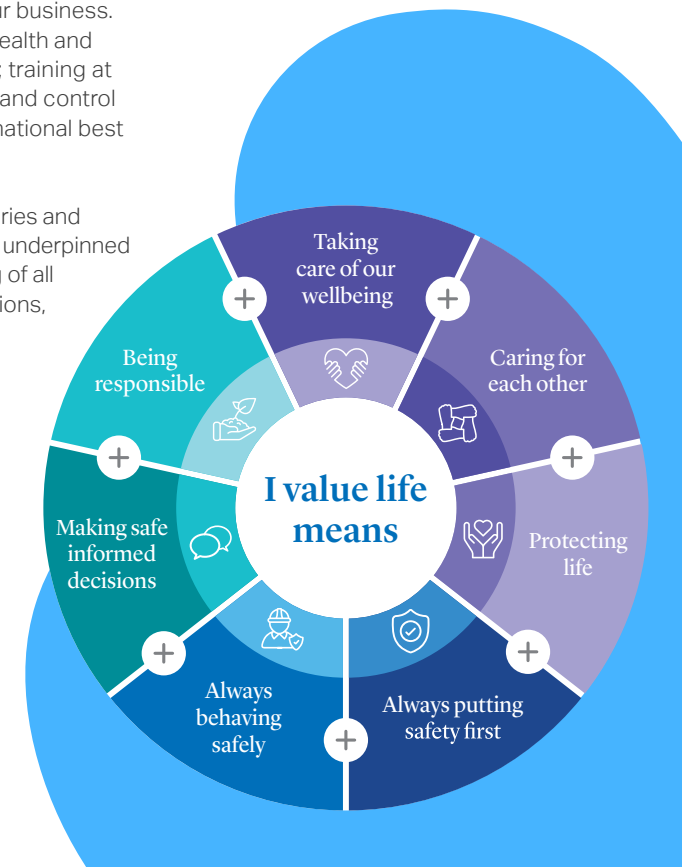 ur business.
ealth and
; training at
and control
national best
ries and
underpinned
g of all
ions,
Taking
care of our
wellbeing
Caring for
each other
Protecting
life
Always putting
safety first
Always
behaving
safely
Making safe
informed
decisions
Being
responsible
I value life
means